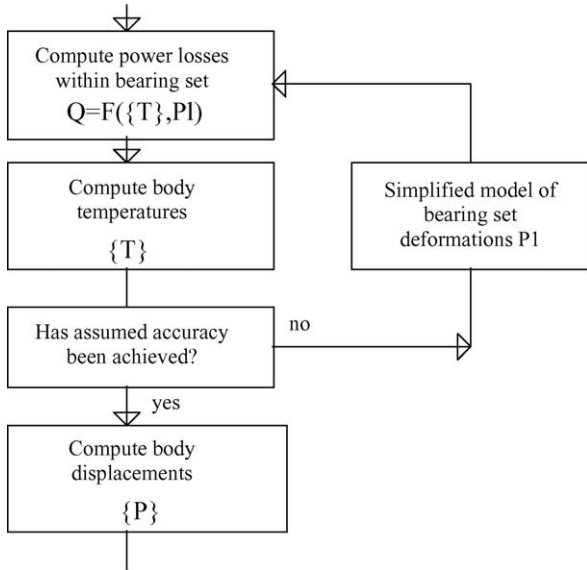 Compute power losses
within bearing set
Q=F({T},Pl)
Compute body
temperatures
{T}
Simplified model of
bearing set
deformations P1
Has assumed accuracy
been achieved?
no
yes
Compute body
displacements
{P}